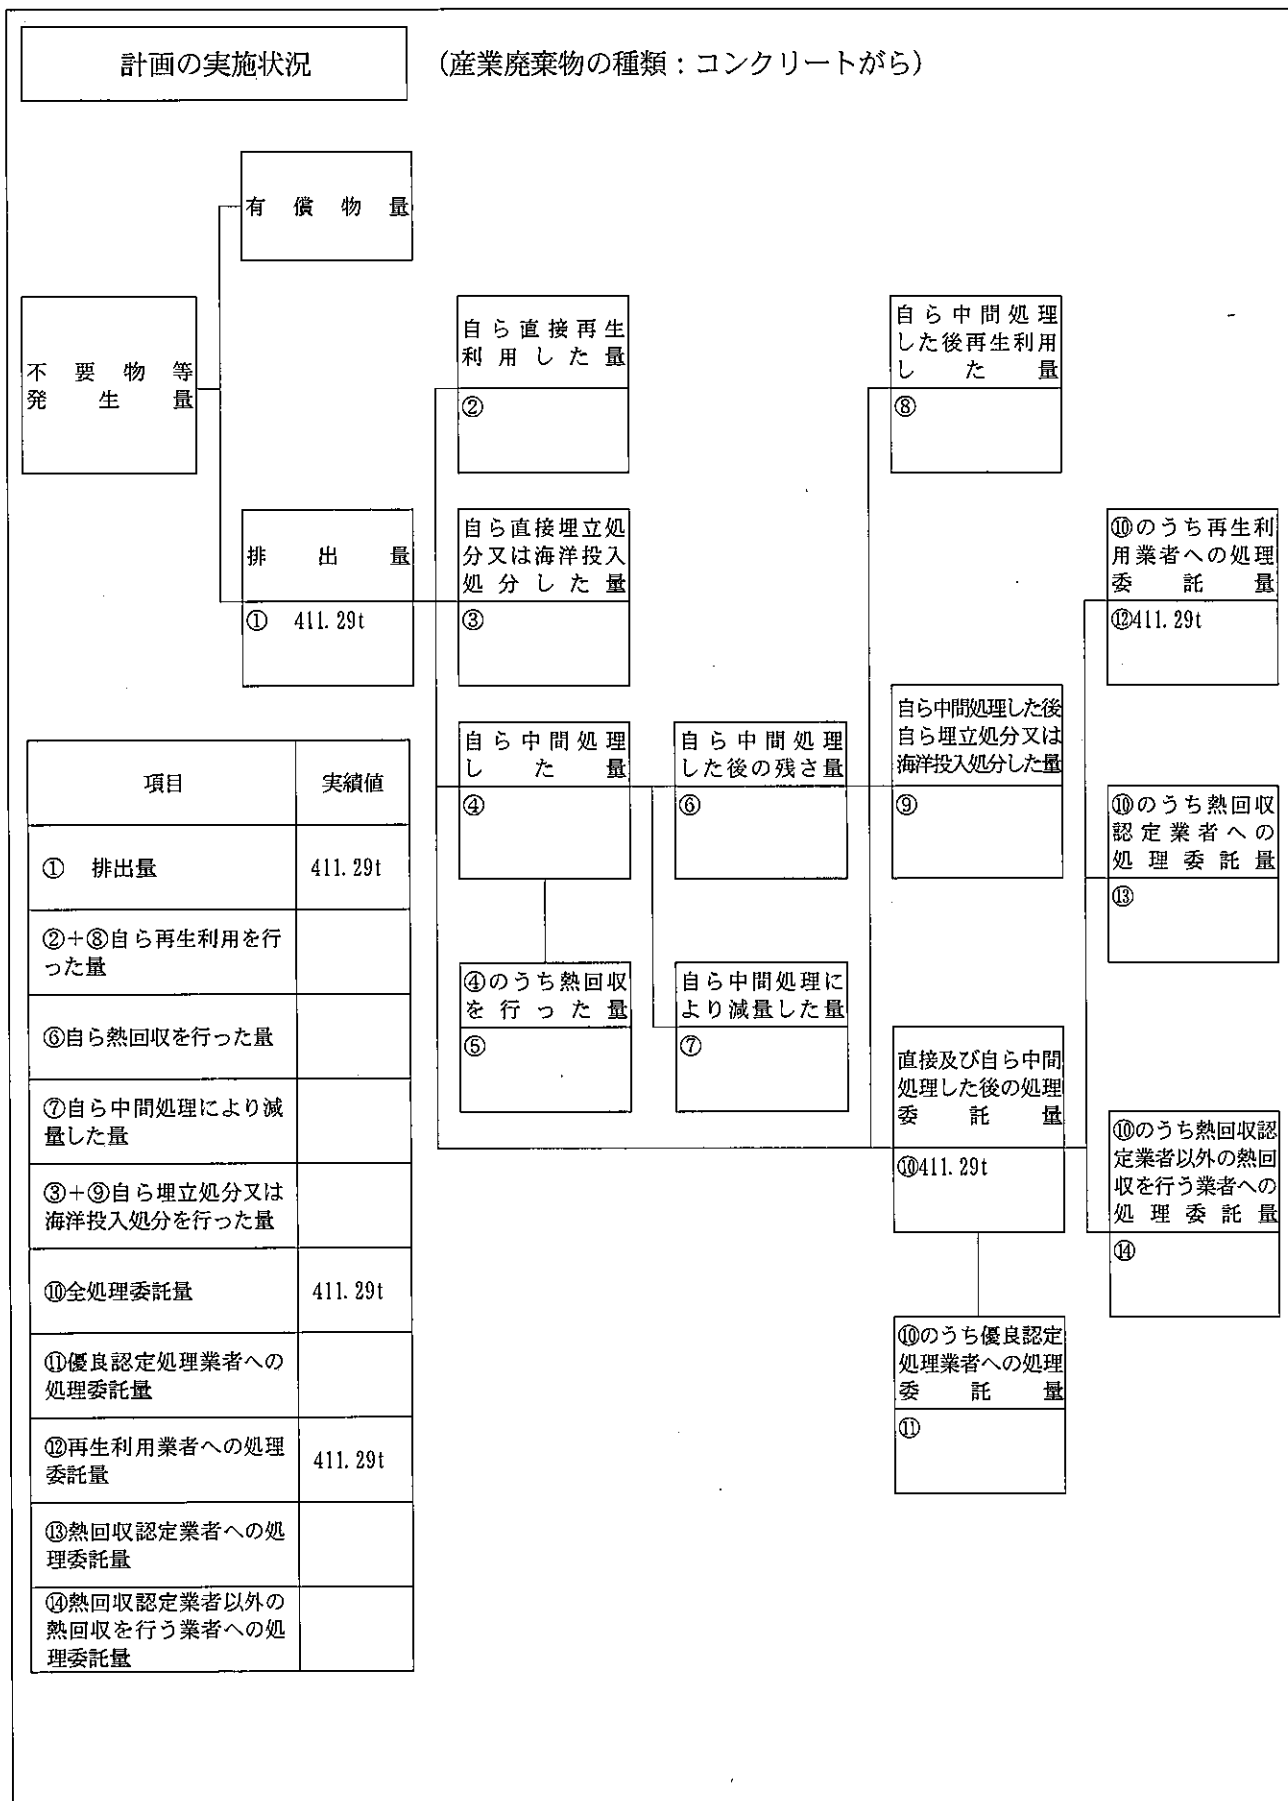 計画の実施状況
(産業廃棄物の種類:コンクリートがら)
有償物量
不要物等
発生量
排出量
① 411.29t
自ら直接再生
利用した量
②
自ら直接埋立処
分又は海洋投入
処分した量
③
自ら中間処理
した量
④
④のうち熱回収
を行った量
⑤
自ら中間処理
した後の残さ量
⑥
自ら中間処理に
より減量した量
⑦
自ら中間処理
した後再生利用
した量
⑧
自ら中間処理した後
自ら埋立処分又は
海洋投入処分した量
⑨
直接及び自ら中間
処理した後の処理
委託量
⑩411.29t
⑩のうち優良認定
処理業者への処理
委託量
⑪
⑩のうち再生利
用業者への処理
委託量
⑫411.29t
⑩のうち熱回収
認定業者への
処理委託量
⑬
⑩のうち熱回収認
定業者以外の熱回
収を行う業者への
処理委託量
⑭
項目 実績値
① 排出量 411.29t
②+⑧自ら再生利用を行
った量
⑥自ら熱回収を行った量
⑦自ら中間処理により減
量した量
③+⑨自ら埋立処分又は
海洋投入処分を行った量
⑩全処理委託量 411.29t
⑪優良認定処理業者への
処理委託量
⑫再生利用業者への処理
委託量 411.29t
⑬熱回収認定業者への処
理委託量
⑭熱回収認定業者以外の
熱回収を行う業者への処
理委託量